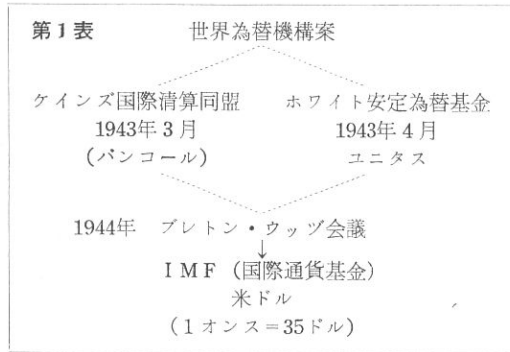 第1表 世界為替機構案
ケインズ国際清算同盟 ホワイト安定為替基金
1943年3月 1943年4月
(バンコール) ユニタス
1944年 ブレトン・ウッヅ会議
↓
IMF (国際通貨基金)
米ドル
(1オンス=35ドル)